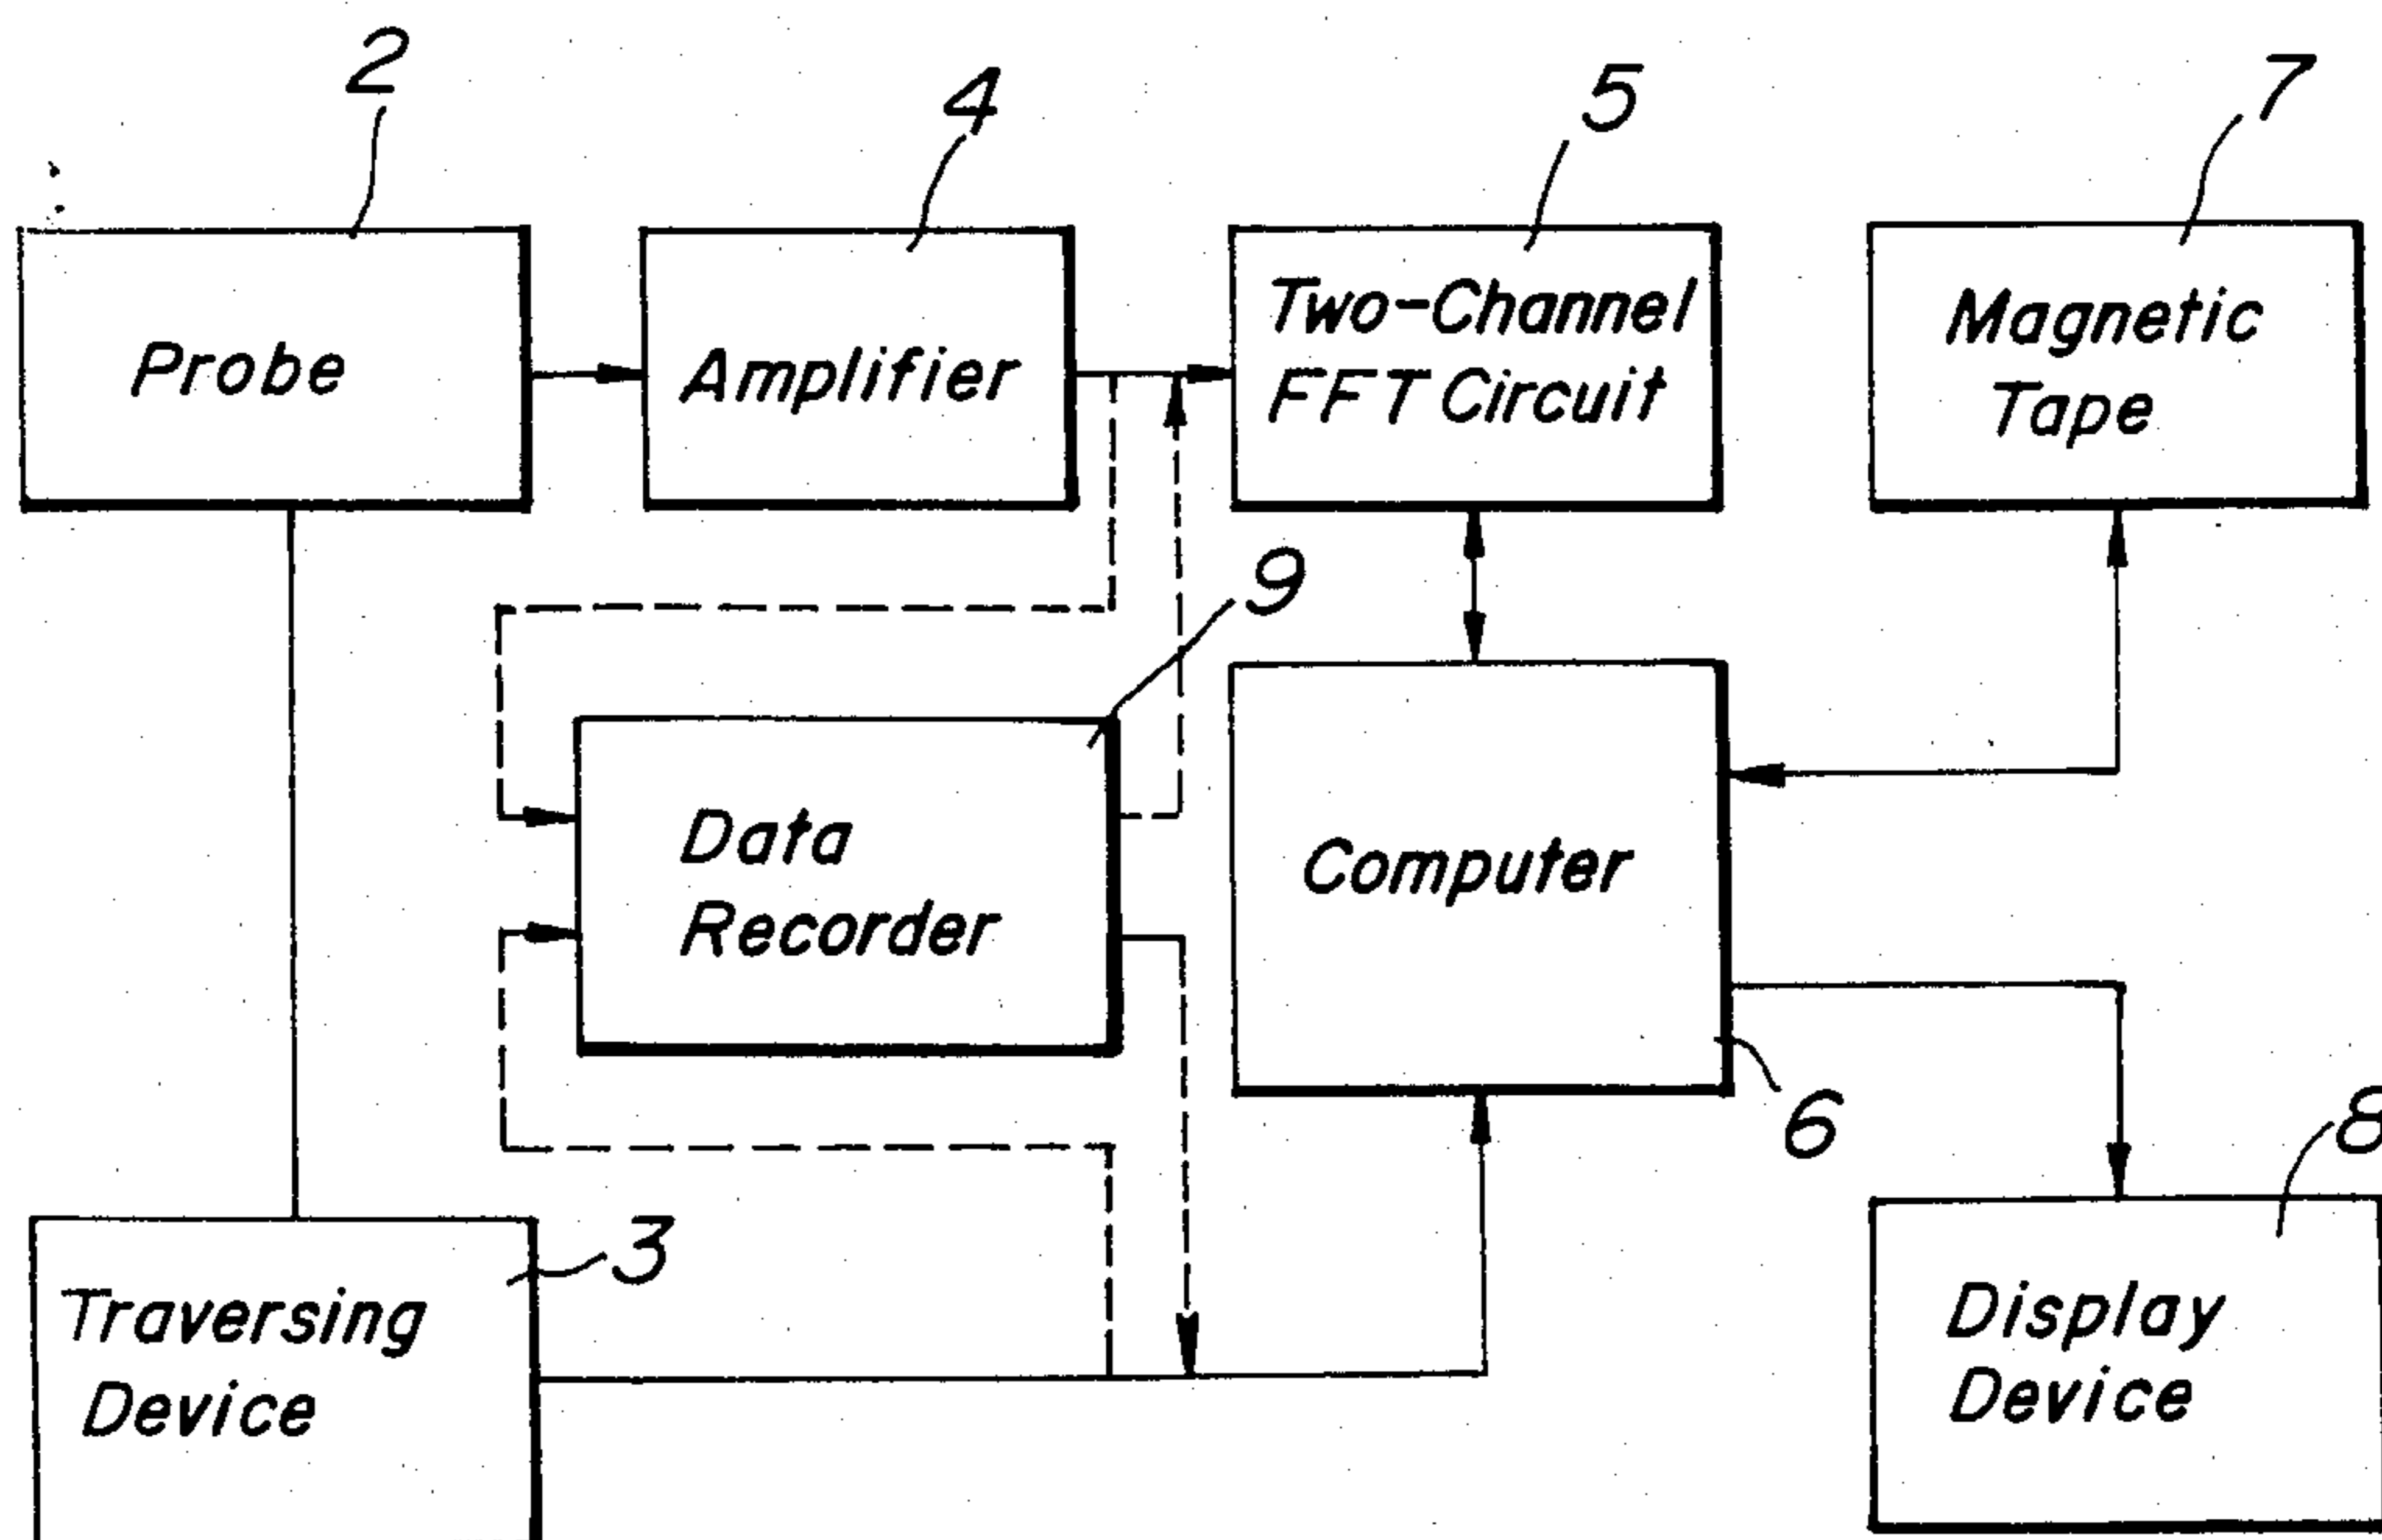 2
4
5
7
Probe
Amplifier
Two-Channel
FFT Circuit
Magnetic
Tape
9
Data
Recorder
Computer
6
8
3
Traversing
Device
Display
Device